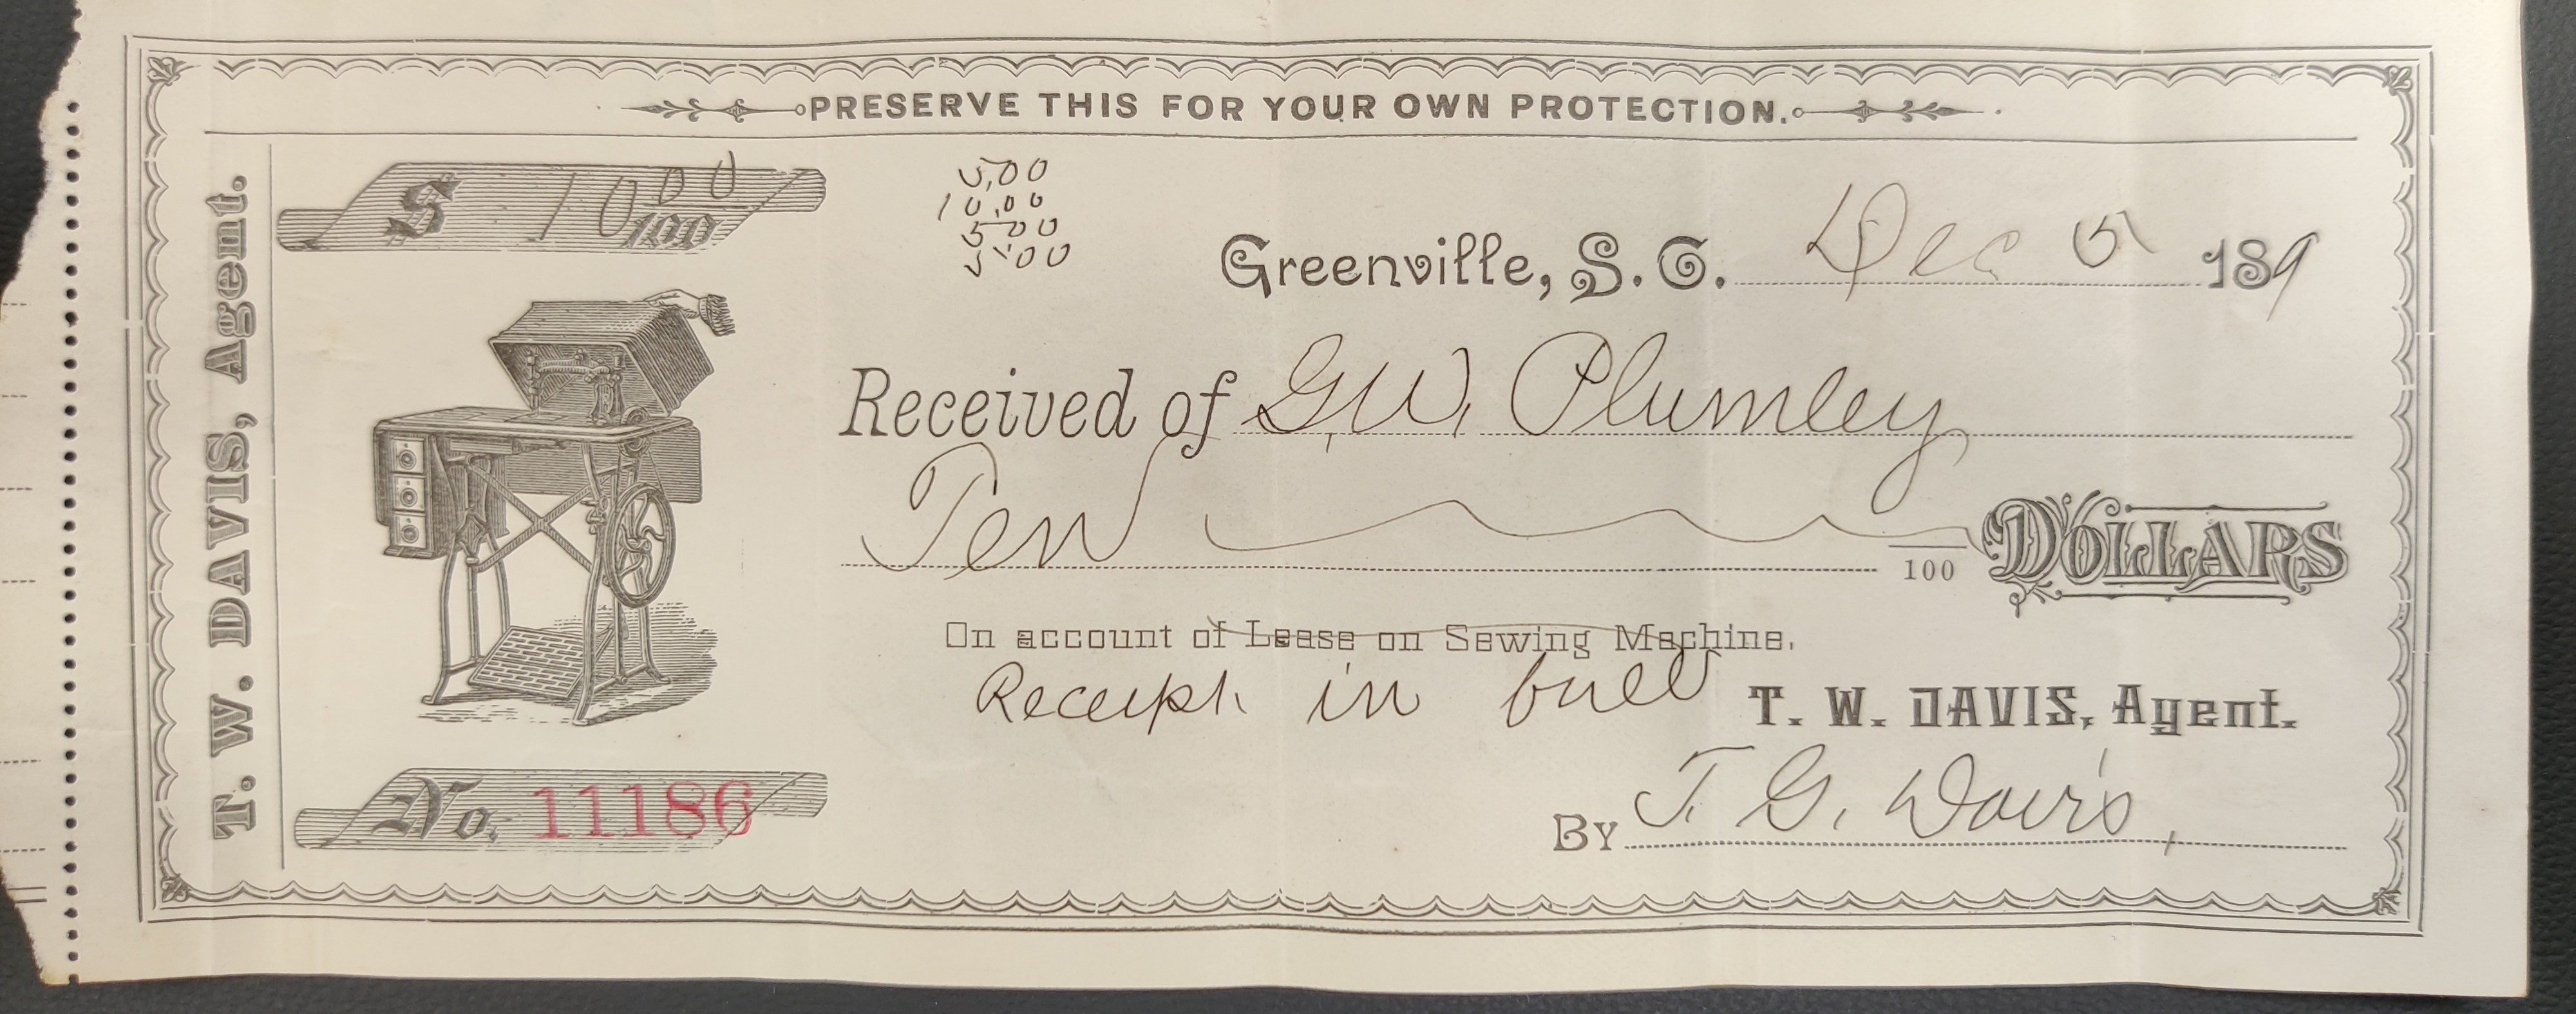 PRESERVE THIS FOR YOUR OWN PROTECTION.
T. W. DAVIS, Agent.
$ 10 00/100
5,00
10,00
5 00
5 00
Greenville, S. C. Dec 5 189
Received of G.W. Plumley
Ten /100 DOLLARS
On account of Lease on Sewing Machine.
Receipt in full
T. W. DAVIS, Agent.
No. 11186
BY T. G. Davis,